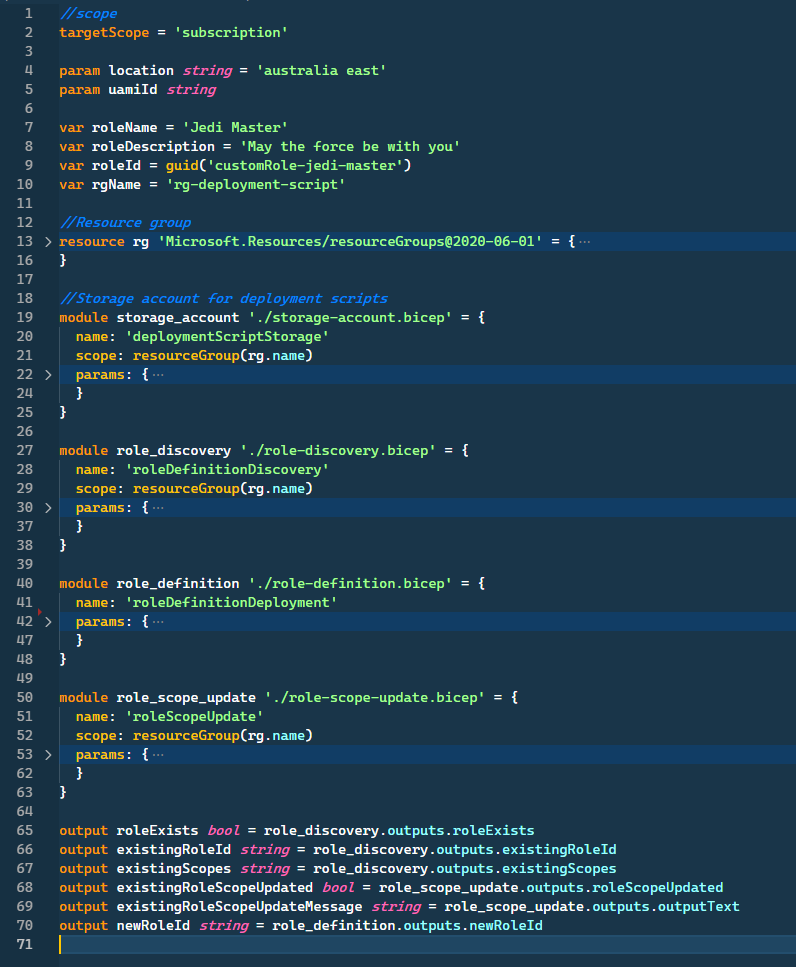 1 //scope
2 targetScope = 'subscription'
3
4 param location string = 'australia east'
5 param uamiId string
6
7 var roleName = 'Jedi Master'
8 var roleDescription = 'May the force be with you'
9 var roleId = guid('customRole-jedi-master')
10 var rgName = 'rg-deployment-script'
11
12 //Resource group
13 resource rg 'Microsoft.Resources/resourceGroups@2020-06-01' = { ···
16 }
17
18 //Storage account for deployment scripts
19 module storage_account './storage-account.bicep' = {
20   name: 'deploymentScriptStorage'
21   scope: resourceGroup(rg.name)
22   params: { ···
24   }
25 }
26
27 module role_discovery './role-discovery.bicep' = {
28   name: 'roleDefinitionDiscovery'
29   scope: resourceGroup(rg.name)
30   params: { ···
37   }
38 }
39
40 module role_definition './role-definition.bicep' = {
41   name: 'roleDefinitionDeployment'
42   params: { ···
47   }
48 }
49
50 module role_scope_update './role-scope-update.bicep' = {
51   name: 'roleScopeUpdate'
52   scope: resourceGroup(rg.name)
53   params: { ···
62   }
63 }
64
65 output roleExists bool = role_discovery.outputs.roleExists
66 output existingRoleId string = role_discovery.outputs.existingRoleId
67 output existingScopes string = role_discovery.outputs.existingScopes
68 output existingRoleScopeUpdated bool = role_scope_update.outputs.roleScopeUpdated
69 output existingRoleScopeUpdateMessage string = role_scope_update.outputs.outputText
70 output newRoleId string = role_definition.outputs.newRoleId
71